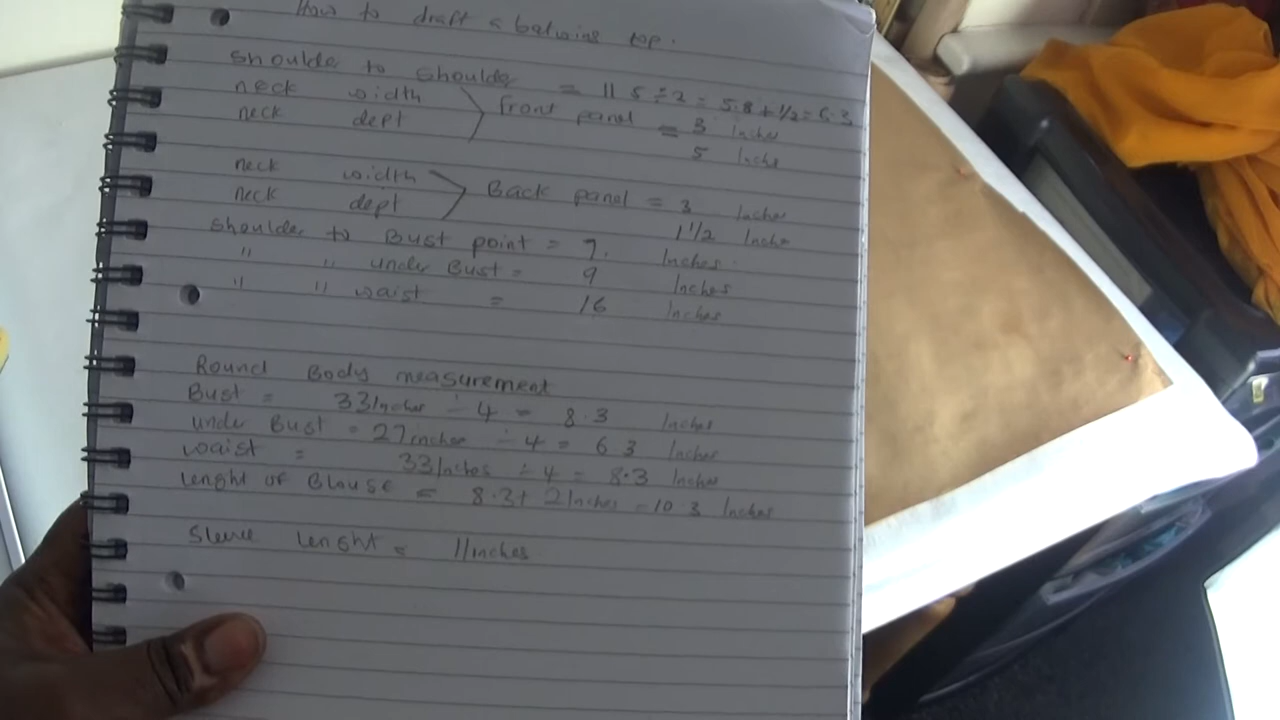 How to draft a batwing top.
Shoulder to Shoulder = 11 5 ÷ 2 = 5.8 + 1/2 = 6.3
neck width } front panel = 3 Inches
neck dept 5 Inche
neck width } Back panel = 3 Inches
neck dept 1 1/2 Inche
Shoulder to Bust point = 7. Inches.
" " under Bust = 9 Inches
" " waist = 16 Inches
Round Body measurement
Bust = 33 Inches ÷ 4 = 8.3 Inches
under Bust = 27 inches ÷ 4 = 6 3 Inches
waist = 33 Inches ÷ 4 = 8.3 Inches
Lenght of Blouse = 8.3 + 2 Inches = 10 3 Inches
Sleeve Lenght = 11 inches